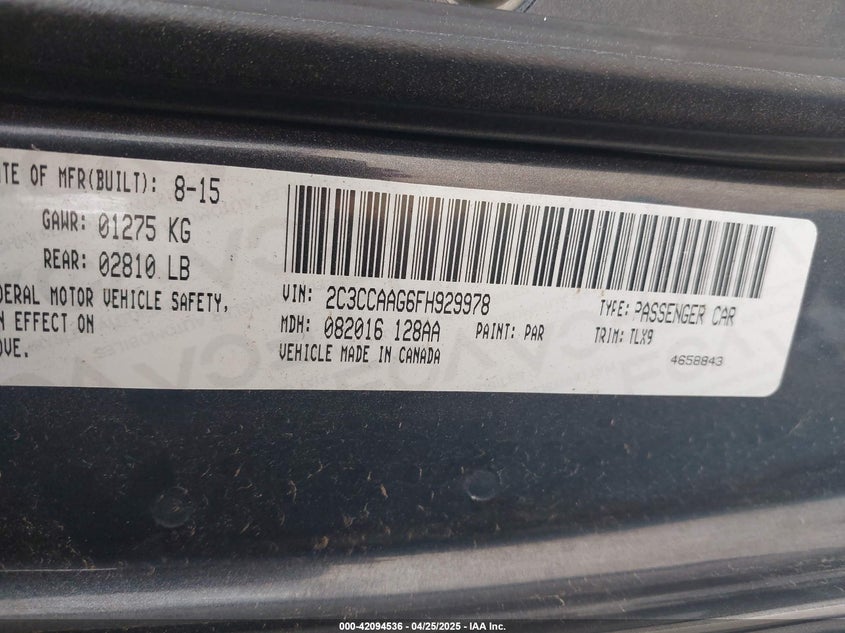 ATE OF MFR(BUILT): 8-15
GAWR: 01275 KG
REAR: 02810 LB
DERAL MOTOR VEHICLE SAFETY,
N EFFECT ON
OVE.
VIN: 2C3CCAAG6FH929978
TYPE: PASSENGER CAR
MDH: 082016 128AA
PAINT: PAR
TRIM: TLX9
VEHICLE MADE IN CANADA
4658843
000-42094536 | 04/25/2025 - IAA Inc.